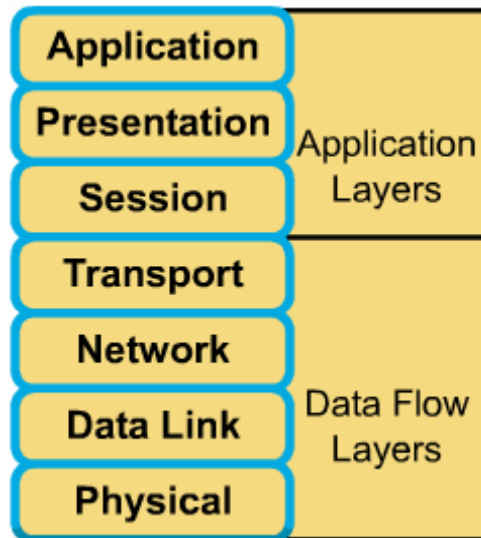 Application
Presentation
Session
Application
Layers
Transport
Network
Data Link
Physical
Data Flow
Layers